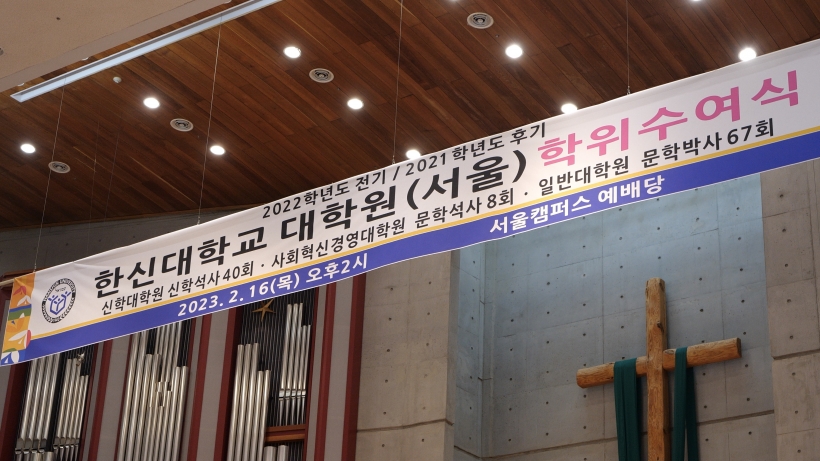 2022학년도 전기 / 2021학년도 후기
한신대학교 대학원(서울) 학위수여식
신학대학원 신학석사 40회 · 사회혁신경영대학원 문학석사 8회 · 일반대학원 문학박사 67회
2023. 2. 16(목) 오후2시 서울캠퍼스 예배당